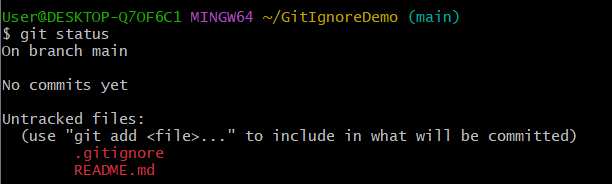 User@DESKTOP-Q7OF6C1 MINGW64 ~/GitIgnoreDemo (main)
$ git status
On branch main
No commits yet
Untracked files:
  (use "git add <file>..." to include in what will be committed)
        .gitignore
        README.md